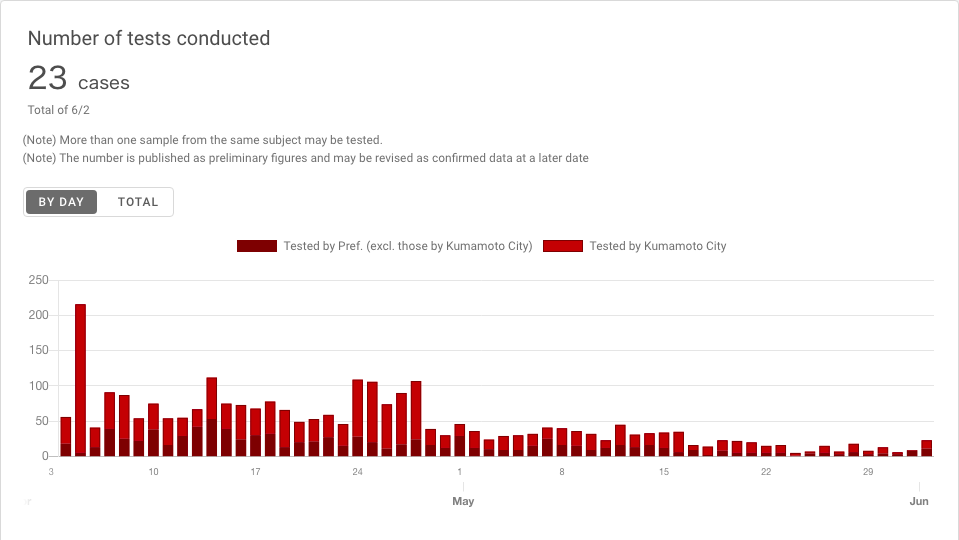 Number of tests conducted
23 cases
Total of 6/2
(Note) More than one sample from the same subject may be tested.
(Note) The number is published as preliminary figures and may be revised as confirmed data at a later date
BY DAY TOTAL
Tested by Pref. (excl. those by Kumamoto City) Tested by Kumamoto City
250
200
150
100
50
0
3 10 17 24 1 8 15 22 29
May Jun